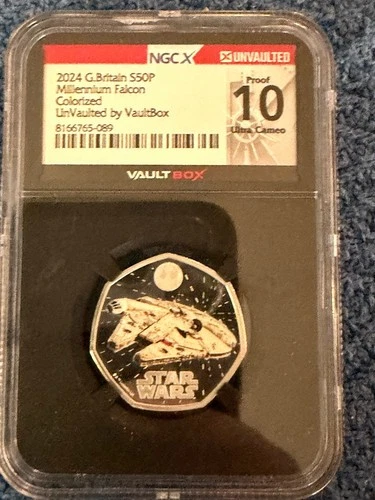 NGCX
UNVAULTED
2024 G.Britain S50P
Millennium Falcon
Colorized
UnVaulted by VaultBox
8166765-089
Proof
10
Ultra Cameo
VAULTBOX
STAR
WARS